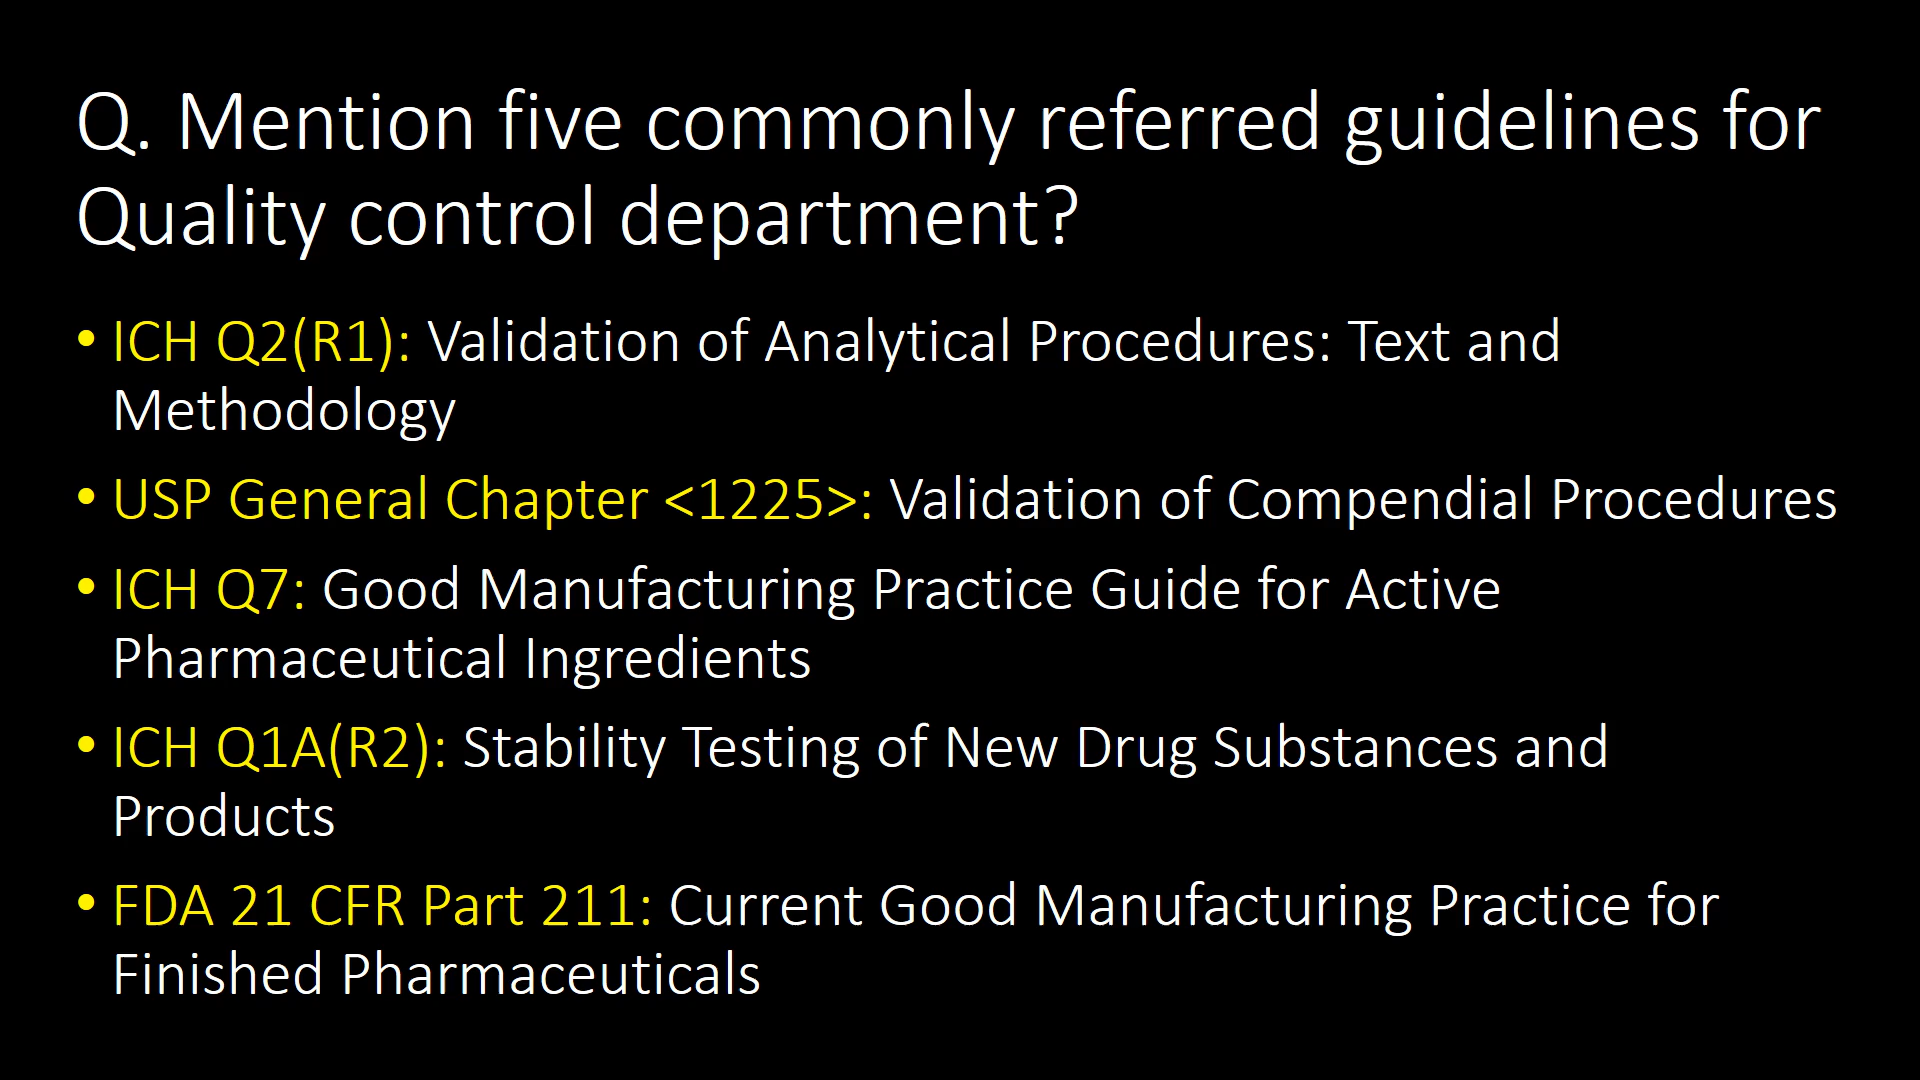 Q. Mention five commonly referred guidelines for
Quality control department?
• ICH Q2(R1): Validation of Analytical Procedures: Text and
Methodology
• USP General Chapter <1225>: Validation of Compendial Procedures
• ICH Q7: Good Manufacturing Practice Guide for Active
Pharmaceutical Ingredients
• ICH Q1A(R2): Stability Testing of New Drug Substances and
Products
• FDA 21 CFR Part 211: Current Good Manufacturing Practice for
Finished Pharmaceuticals